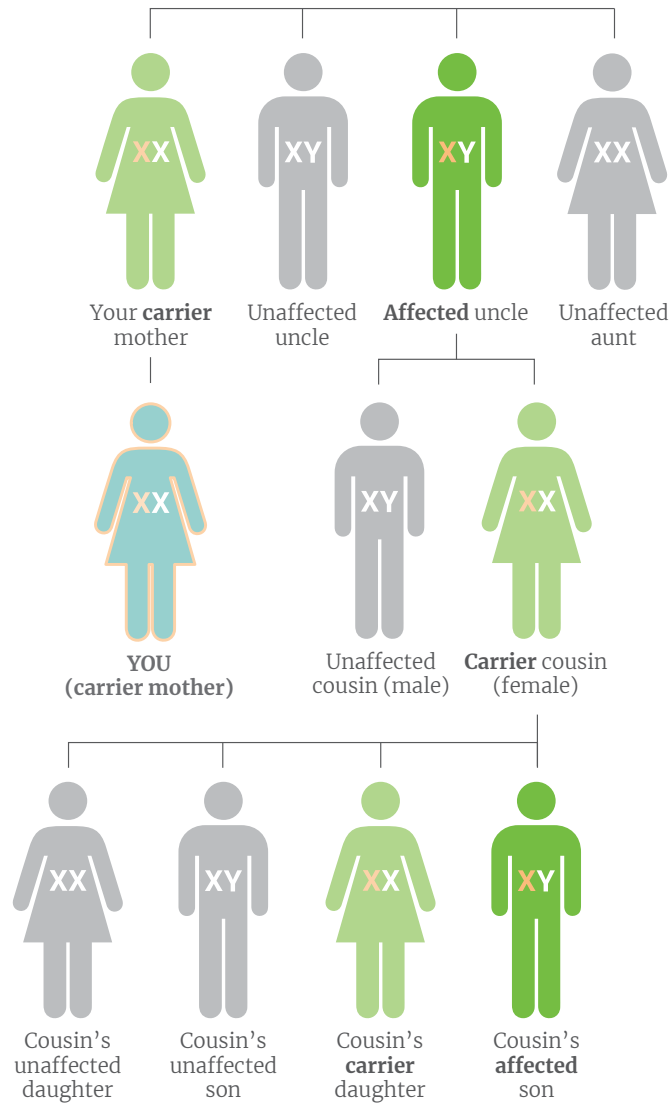 XX
XY
XY
XX
Your carrier
mother
Unaffected
uncle
Affected uncle
Unaffected
aunt
XX
XY
XX
YOU
(carrier mother)
Unaffected
cousin (male)
Carrier cousin
(female)
XX
XY
XX
XY
Cousin’s
unaffected
daughter
Cousin’s
unaffected
son
Cousin’s
carrier
daughter
Cousin’s
affected
son